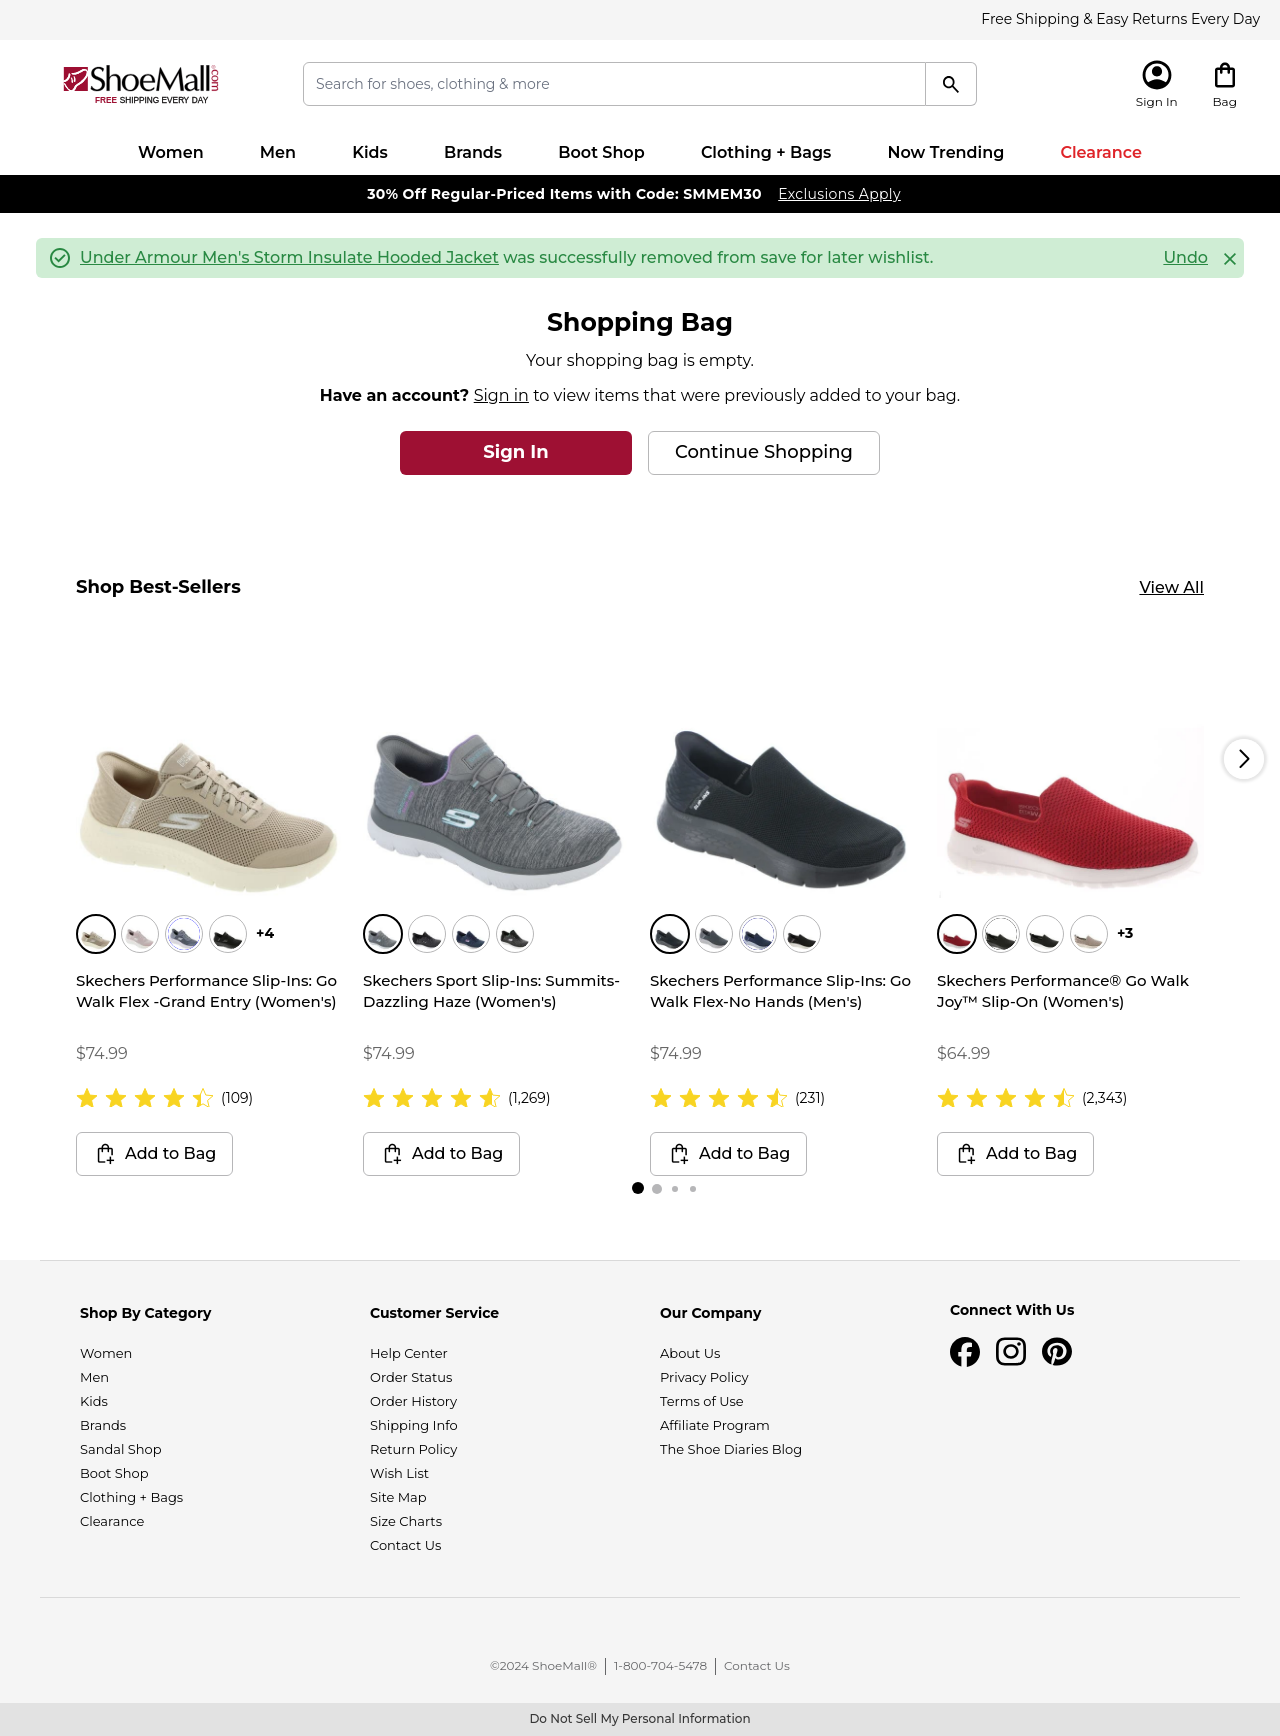 Free Shipping & Easy Returns Every Day
ShoeMall.com
FREE SHIPPING EVERY DAY
Search for shoes, clothing & more
Sign In
Bag
Women Men Kids Brands Boot Shop Clothing + Bags Now Trending Clearance
30% Off Regular-Priced Items with Code: SMMEM30 Exclusions Apply
Under Armour Men's Storm Insulate Hooded Jacket was successfully removed from save for later wishlist. Undo
Shopping Bag
Your shopping bag is empty.
Have an account? Sign in to view items that were previously added to your bag.
Sign In Continue Shopping
Shop Best-Sellers View All
+4
Skechers Performance Slip-Ins: Go
Walk Flex -Grand Entry (Women's)
$74.99
(109)
Add to Bag
Skechers Sport Slip-Ins: Summits-
Dazzling Haze (Women's)
$74.99
(1,269)
Add to Bag
Skechers Performance Slip-Ins: Go
Walk Flex-No Hands (Men's)
$74.99
(231)
Add to Bag
+3
Skechers Performance® Go Walk
Joy™ Slip-On (Women's)
$64.99
(2,343)
Add to Bag
Shop By Category
Women
Men
Kids
Brands
Sandal Shop
Boot Shop
Clothing + Bags
Clearance
Customer Service
Help Center
Order Status
Order History
Shipping Info
Return Policy
Wish List
Site Map
Size Charts
Contact Us
Our Company
About Us
Privacy Policy
Terms of Use
Affiliate Program
The Shoe Diaries Blog
Connect With Us
©2024 ShoeMall® 1-800-704-5478 Contact Us
Do Not Sell My Personal Information